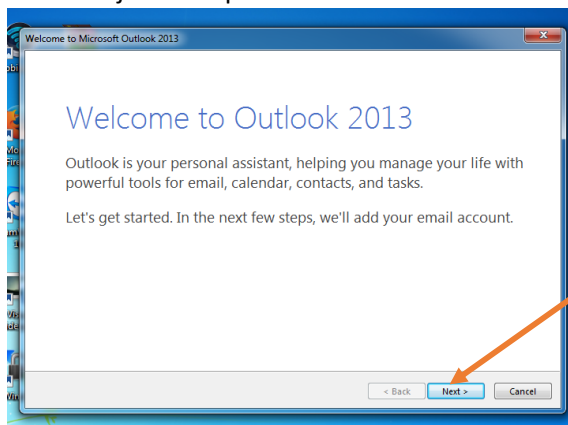 Welcome to Microsoft Outlook 2013
Welcome to Outlook 2013
Outlook is your personal assistant, helping you manage your life with
powerful tools for email, calendar, contacts, and tasks.
Let's get started. In the next few steps, we'll add your email account.
< Back Next > Cancel